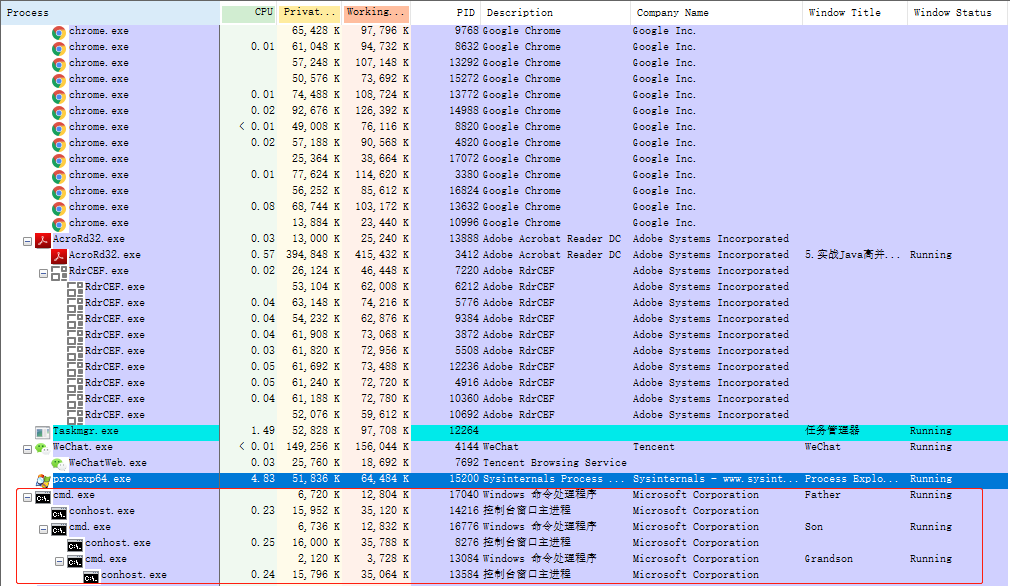 Process CPU Privat... Working... PID Description Company Name Window Title Window Status
chrome.exe 65,428 K 97,796 K 9768 Google Chrome Google Inc.
chrome.exe 0.01 61,048 K 94,732 K 8632 Google Chrome Google Inc.
chrome.exe 57,248 K 107,148 K 13292 Google Chrome Google Inc.
chrome.exe 50,576 K 73,692 K 15272 Google Chrome Google Inc.
chrome.exe 0.01 74,488 K 108,724 K 13772 Google Chrome Google Inc.
chrome.exe 0.02 92,676 K 126,392 K 14988 Google Chrome Google Inc.
chrome.exe < 0.01 49,008 K 76,116 K 8820 Google Chrome Google Inc.
chrome.exe 0.02 57,188 K 90,568 K 4820 Google Chrome Google Inc.
chrome.exe 25,364 K 38,664 K 17072 Google Chrome Google Inc.
chrome.exe 0.01 77,624 K 114,620 K 3380 Google Chrome Google Inc.
chrome.exe 56,252 K 85,612 K 16824 Google Chrome Google Inc.
chrome.exe 0.08 68,744 K 103,172 K 13632 Google Chrome Google Inc.
chrome.exe 13,884 K 23,440 K 10996 Google Chrome Google Inc.
AcroRd32.exe 0.03 13,000 K 25,240 K 13888 Adobe Acrobat Reader DC Adobe Systems Incorporated
AcroRd32.exe 0.57 394,848 K 415,432 K 3412 Adobe Acrobat Reader DC Adobe Systems Incorporated 5.实战Java高并... Running
RdrCEF.exe 0.02 26,124 K 46,448 K 7220 Adobe RdrCEF Adobe Systems Incorporated
RdrCEF.exe 53,104 K 62,008 K 6212 Adobe RdrCEF Adobe Systems Incorporated
RdrCEF.exe 0.04 63,148 K 74,216 K 5776 Adobe RdrCEF Adobe Systems Incorporated
RdrCEF.exe 0.04 54,232 K 62,876 K 9384 Adobe RdrCEF Adobe Systems Incorporated
RdrCEF.exe 0.04 61,908 K 73,068 K 3872 Adobe RdrCEF Adobe Systems Incorporated
RdrCEF.exe 0.03 61,820 K 72,956 K 5508 Adobe RdrCEF Adobe Systems Incorporated
RdrCEF.exe 0.05 61,692 K 73,488 K 12236 Adobe RdrCEF Adobe Systems Incorporated
RdrCEF.exe 0.05 61,240 K 72,720 K 4916 Adobe RdrCEF Adobe Systems Incorporated
RdrCEF.exe 0.04 61,188 K 72,780 K 10360 Adobe RdrCEF Adobe Systems Incorporated
RdrCEF.exe 52,076 K 59,612 K 10692 Adobe RdrCEF Adobe Systems Incorporated
Taskmgr.exe 1.49 52,828 K 97,708 K 12264 任务管理器 Running
WeChat.exe < 0.01 149,256 K 156,044 K 4144 WeChat Tencent WeChat Running
WeChatWeb.exe 0.03 25,760 K 18,692 K 7692 Tencent Browsing Service
procexp64.exe 4.83 51,836 K 64,484 K 15200 Sysinternals Process ... Sysinternals - www.sysint... Process Explo... Running
cmd.exe 6,720 K 12,804 K 17040 Windows 命令处理程序 Microsoft Corporation Father Running
conhost.exe 0.23 15,952 K 35,120 K 14216 控制台窗口主进程 Microsoft Corporation
cmd.exe 6,736 K 12,832 K 16776 Windows 命令处理程序 Microsoft Corporation Son Running
conhost.exe 0.25 16,000 K 35,788 K 8276 控制台窗口主进程 Microsoft Corporation
cmd.exe 2,120 K 3,728 K 13084 Windows 命令处理程序 Microsoft Corporation Grandson Running
conhost.exe 0.24 15,796 K 35,064 K 13584 控制台窗口主进程 Microsoft Corporation